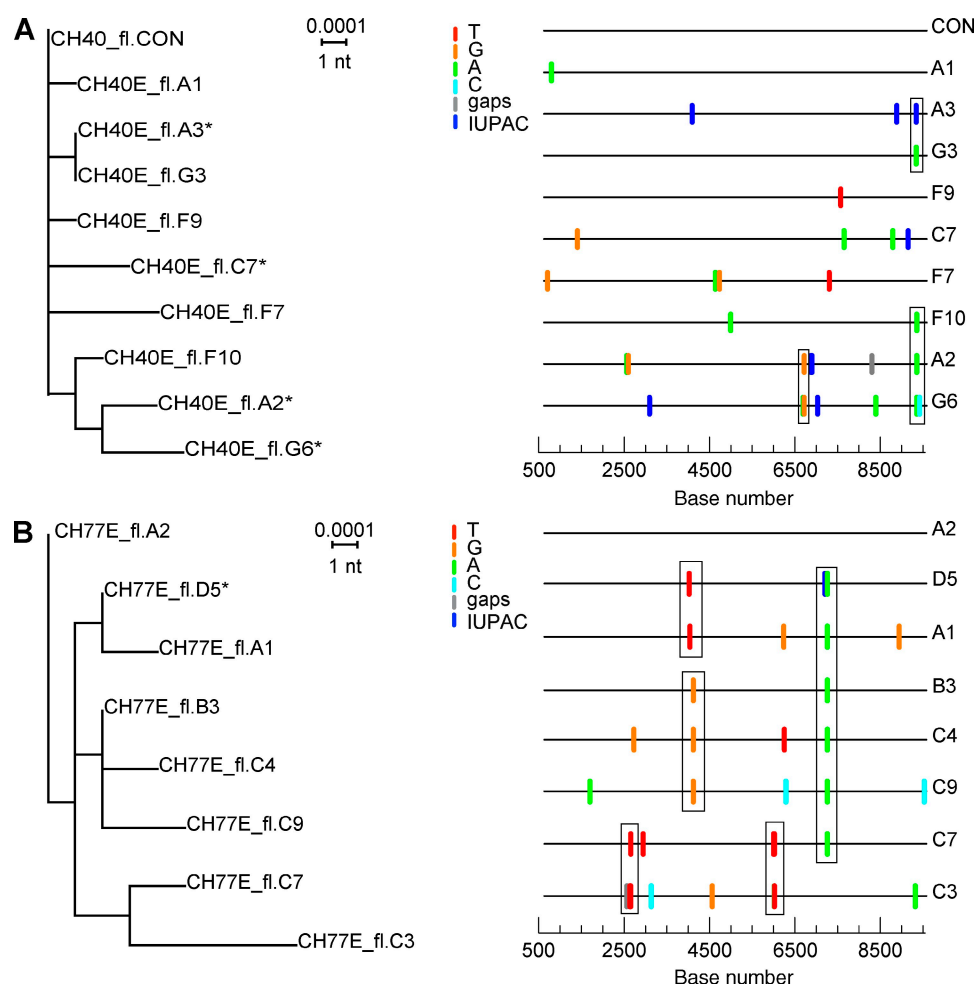 A
CH40_fl.CON
CH40E_fl.A1
CH40E_fl.A3*
CH40E_fl.G3
CH40E_fl.F9
CH40E_fl.C7*
CH40E_fl.F7
CH40E_fl.F10
CH40E_fl.A2*
CH40E_fl.G6*
0.0001
1 nt
T
G
A
C
gaps
IUPAC
CON
A1
A3
G3
F9
C7
F7
F10
A2
G6
500 2500 4500 6500 8500
Base number
B
CH77E_fl.A2
CH77E_fl.D5*
CH77E_fl.A1
CH77E_fl.B3
CH77E_fl.C4
CH77E_fl.C9
CH77E_fl.C7
CH77E_fl.C3
0.0001
1 nt
T
G
A
C
gaps
IUPAC
A2
D5
A1
B3
C4
C9
C7
C3
500 2500 4500 6500 8500
Base number